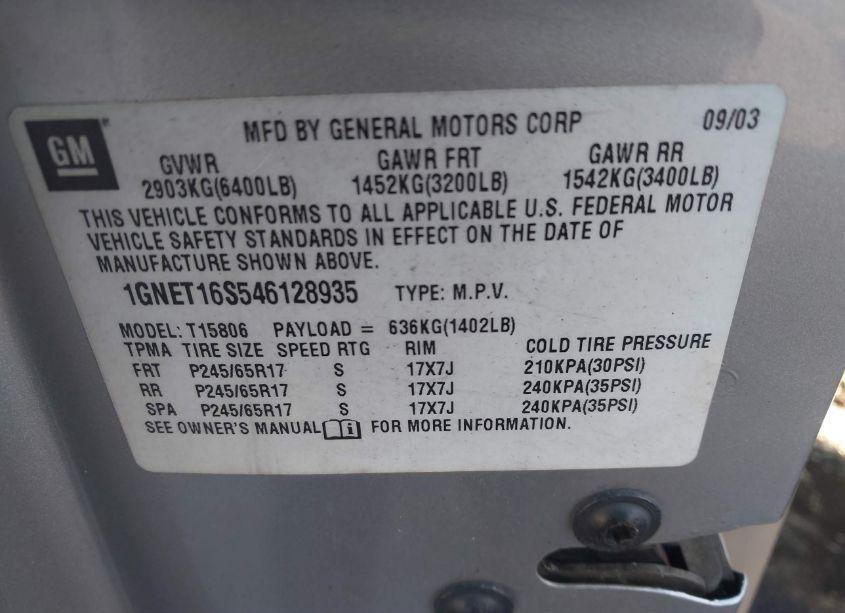 GM
MFD BY GENERAL MOTORS CORP 09/03
GVWR GAWR FRT GAWR RR
2903KG(6400LB) 1452KG(3200LB) 1542KG(3400LB)
THIS VEHICLE CONFORMS TO ALL APPLICABLE U.S. FEDERAL MOTOR
VEHICLE SAFETY STANDARDS IN EFFECT ON THE DATE OF
MANUFACTURE SHOWN ABOVE.
1GNET16S546128935 TYPE: M.P.V.
MODEL: T15806 PAYLOAD = 636KG(1402LB)
TPMA TIRE SIZE SPEED RTG RIM COLD TIRE PRESSURE
FRT P245/65R17 S 17X7J 210KPA(30PSI)
RR P245/65R17 S 17X7J 240KPA(35PSI)
SPA P245/65R17 S 17X7J 240KPA(35PSI)
SEE OWNER'S MANUAL FOR MORE INFORMATION.